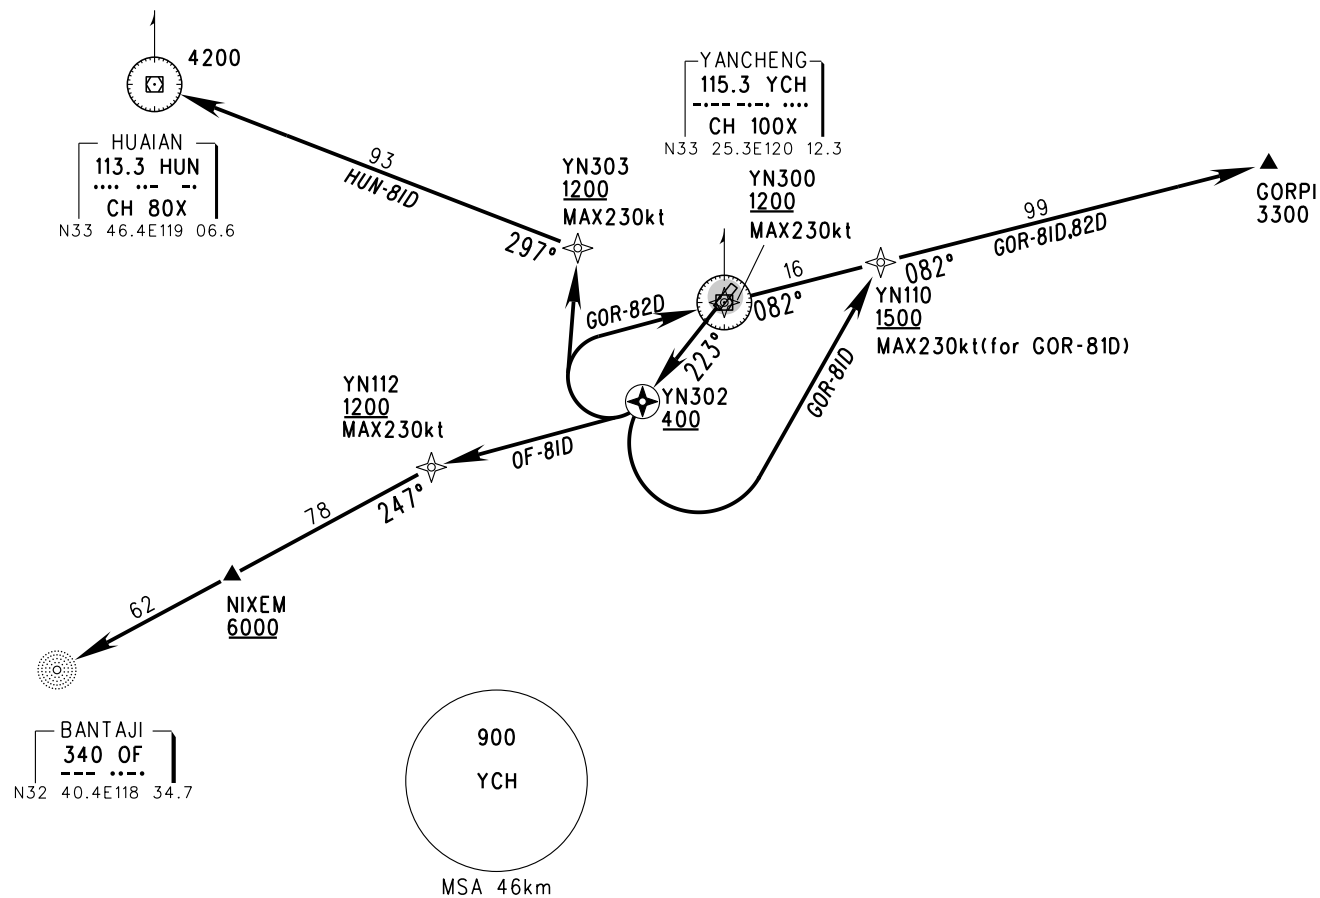 4200
HUAIAN
113.3 HUN
CH 80X
N33 46.4E119 06.6
YANCHENG
115.3 YCH
CH 100X
N33 25.3E120 12.3
93
HUN-81D
YN303
1200
MAX230kt
297°
YN300
1200
MAX230kt
GORPI
3300
99
GOR-81D,82D
082°
16
082°
YN110
1500
MAX230kt(for GOR-81D)
GOR-82D
223°
YN302
400
GOR-81D
YN112
1200
MAX230kt
OF-81D
247°
78
NIXEM
6000
62
BANTAJI
340 OF
N32 40.4E118 34.7
900
YCH
MSA 46km